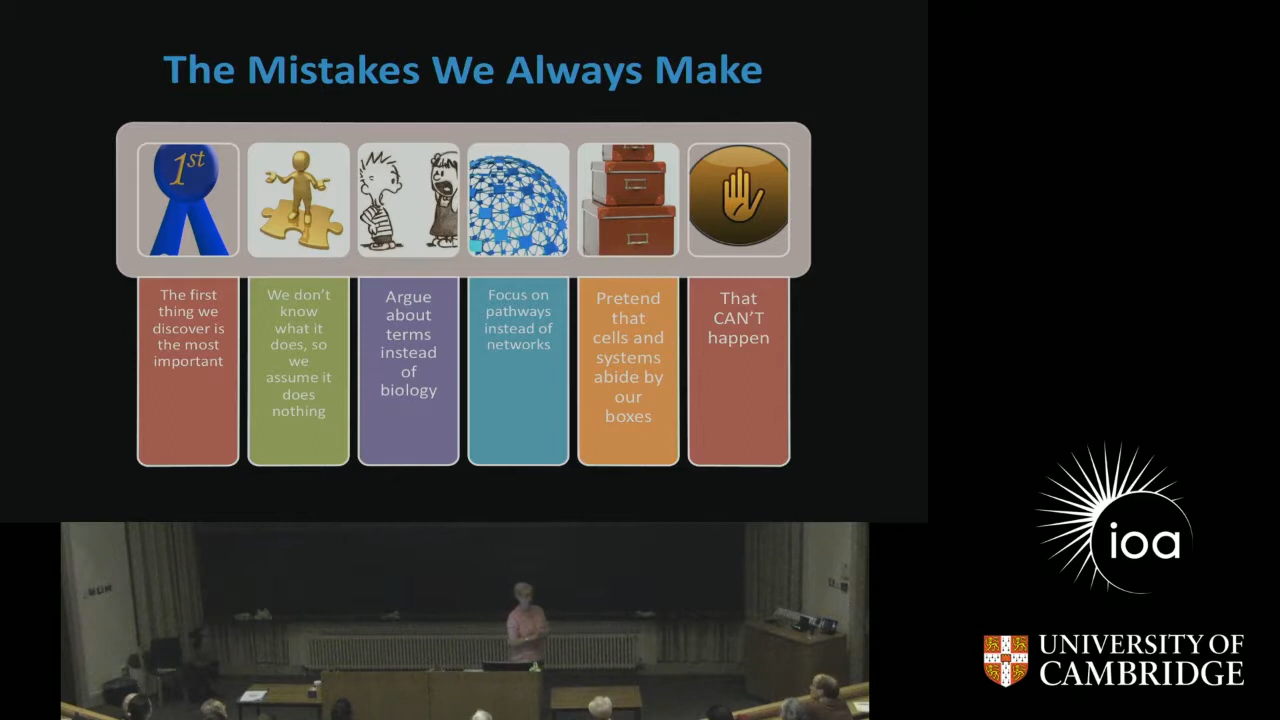 The Mistakes We Always Make
1st
The first
thing we
discover is
the most
important
We don't
know
what it
does, so
we
assume it
does
nothing
Argue
about
terms
instead
of
biology
Focus on
pathways
instead of
networks
Pretend
that
cells and
systems
abide by
our
boxes
That
CAN'T
happen
ioa
UNIVERSITY OF
CAMBRIDGE